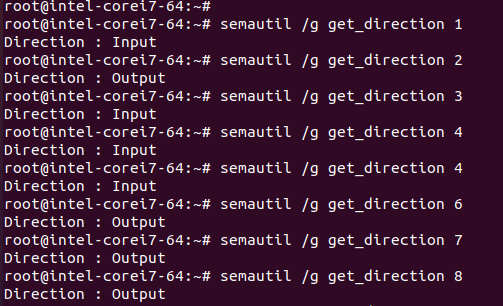 root@intel-corei7-64:~#
root@intel-corei7-64:~# semautil /g get_direction 1
Direction : Input
root@intel-corei7-64:~# semautil /g get_direction 2
Direction : Output
root@intel-corei7-64:~# semautil /g get_direction 3
Direction : Input
root@intel-corei7-64:~# semautil /g get_direction 4
Direction : Input
root@intel-corei7-64:~# semautil /g get_direction 4
Direction : Input
root@intel-corei7-64:~# semautil /g get_direction 6
Direction : Output
root@intel-corei7-64:~# semautil /g get_direction 7
Direction : Output
root@intel-corei7-64:~# semautil /g get_direction 8
Direction : Output